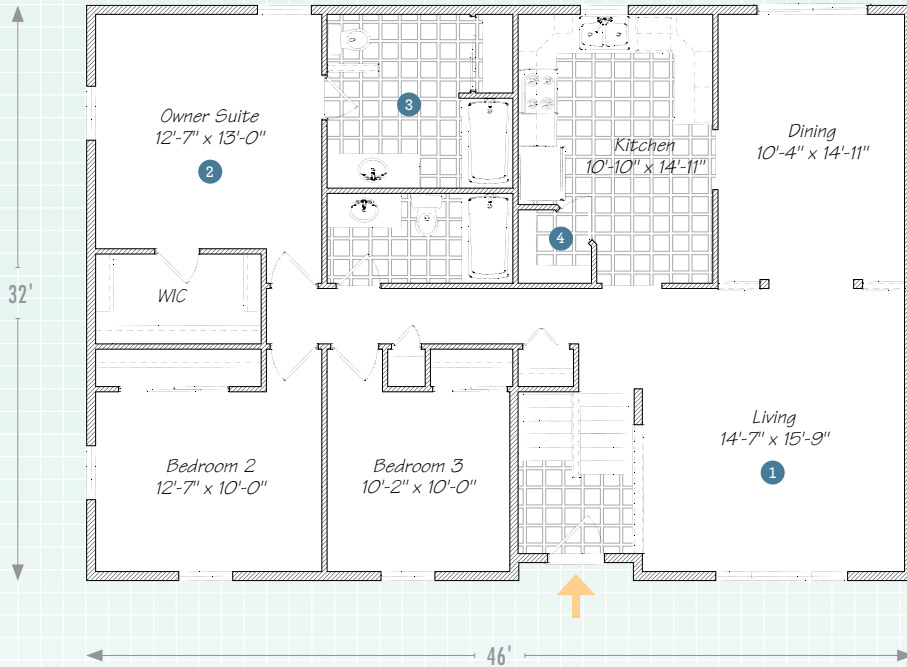 Owner Suite
12'-7" x 13'-0"
2
3
Kitchen
10'-10" x 14'-11"
Dining
10'-4" x 14'-11"
4
WIC
32'
Bedroom 2
12'-7" x 10'-0"
Bedroom 3
10'-2" x 10'-0"
Living
14'-7" x 15'-9"
1
46'